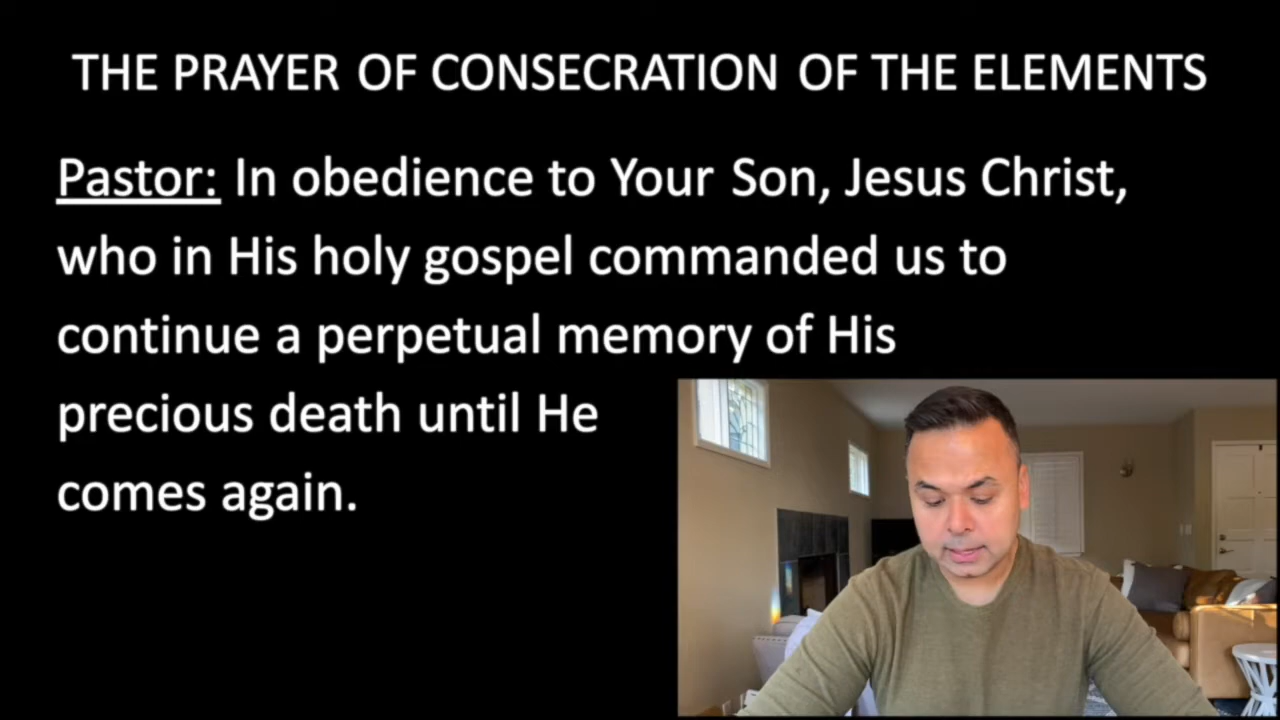 THE PRAYER OF CONSECRATION OF THE ELEMENTS
Pastor: In obedience to Your Son, Jesus Christ,
who in His holy gospel commanded us to
continue a perpetual memory of His
precious death until He
comes again.